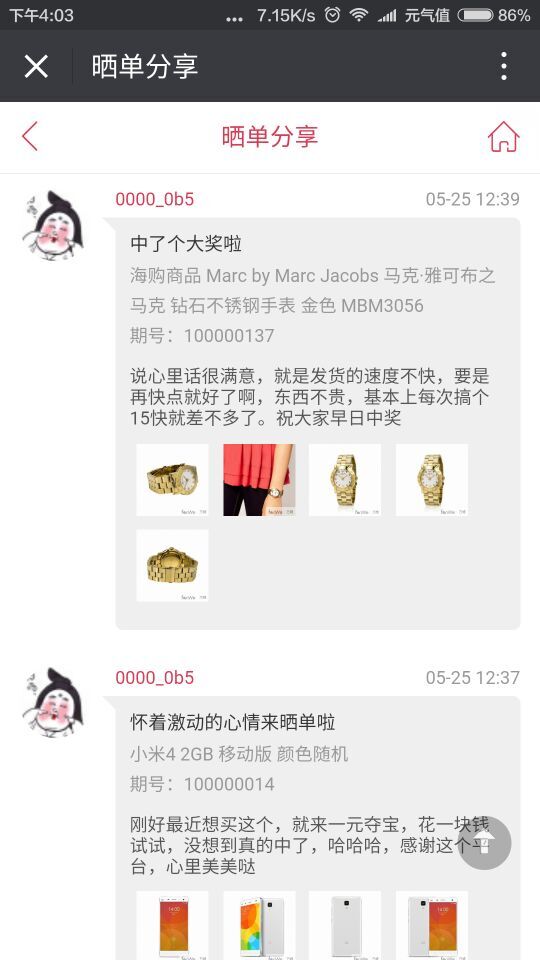 下午4:03
... 7.15K/s 元气值 86%
晒单分享
晒单分享
0000_0b5 05-25 12:39
中了个大奖啦
海购商品 Marc by Marc Jacobs 马克·雅可布之
马克 钻石不锈钢手表 金色 MBM3056
期号：100000137
说心里话很满意，就是发货的速度不快，要是
再快点就好了啊，东西不贵，基本上每次搞个
15快就差不多了。祝大家早日中奖
0000_0b5 05-25 12:37
怀着激动的心情来晒单啦
小米4 2GB 移动版 颜色随机
期号：100000014
刚好最近想买这个，就来一元夺宝，花一块钱
试试，没想到真的中了，哈哈哈，感谢这个平
台，心里美美哒